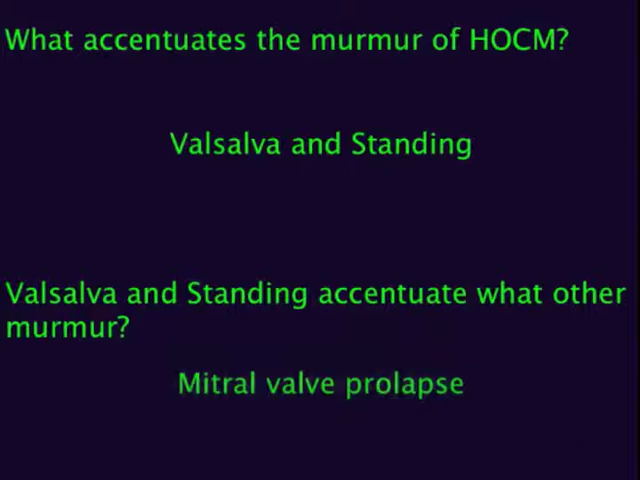 What accentuates the murmur of HOCM?
Valsalva and Standing
Valsalva and Standing accentuate what other
murmur?
Mitral valve prolapse